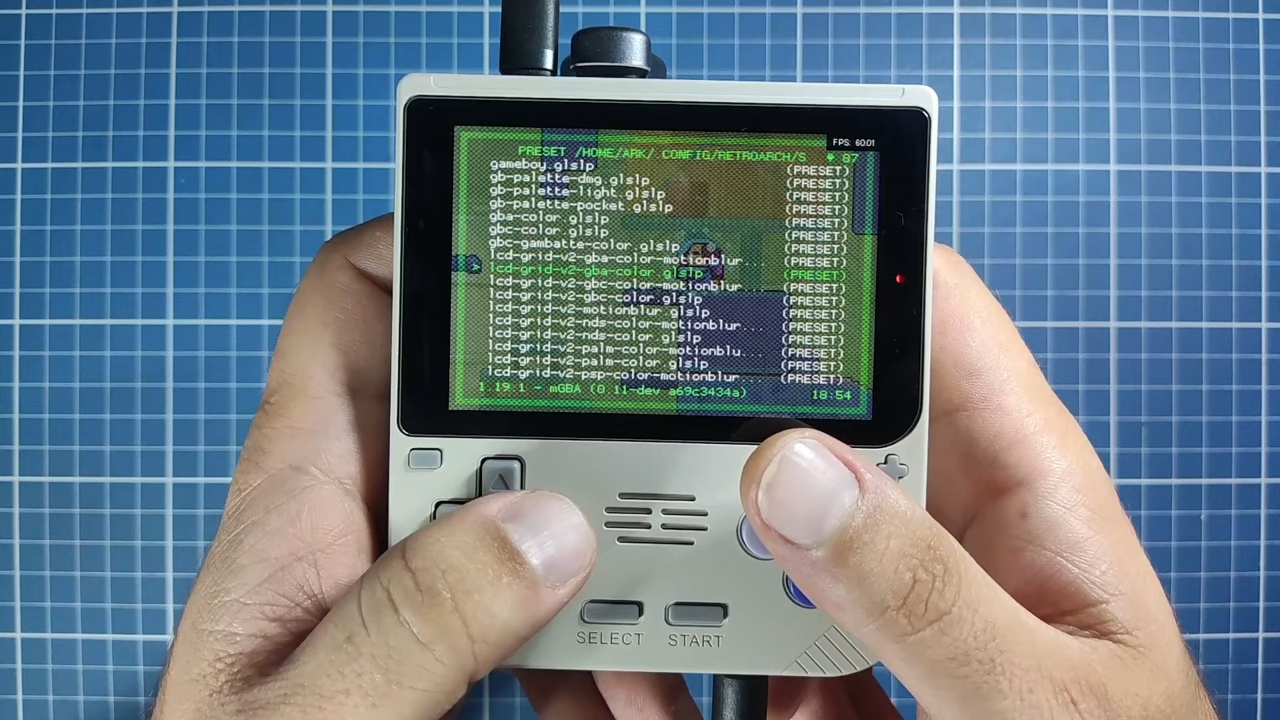 FPS: 60.01
PRESET /HOME/ARK/.CONFIG/RETROARCH/S 87
gameboy.glslp (PRESET)
gb-palette-dmg.glslp (PRESET)
gb-palette-light.glslp (PRESET)
gb-palette-pocket.glslp (PRESET)
gba-color.glslp (PRESET)
gbc-color.glslp (PRESET)
gbc-gambatte-color.glslp (PRESET)
lcd-grid-v2-gba-color-motionblur... (PRESET)
lcd-grid-v2-gba-color.glslp (PRESET)
lcd-grid-v2-gbc-color-motionblur... (PRESET)
lcd-grid-v2-gbc-color.glslp (PRESET)
lcd-grid-v2-motionblur.glslp (PRESET)
lcd-grid-v2-nds-color-motionblur... (PRESET)
lcd-grid-v2-nds-color.glslp (PRESET)
lcd-grid-v2-palm-color-motionblu... (PRESET)
lcd-grid-v2-palm-color.glslp (PRESET)
lcd-grid-v2-psp-color-motionblur... (PRESET)
1.19.1 - mGBA (0.11-dev a69c3434a) 18:54
SELECT START